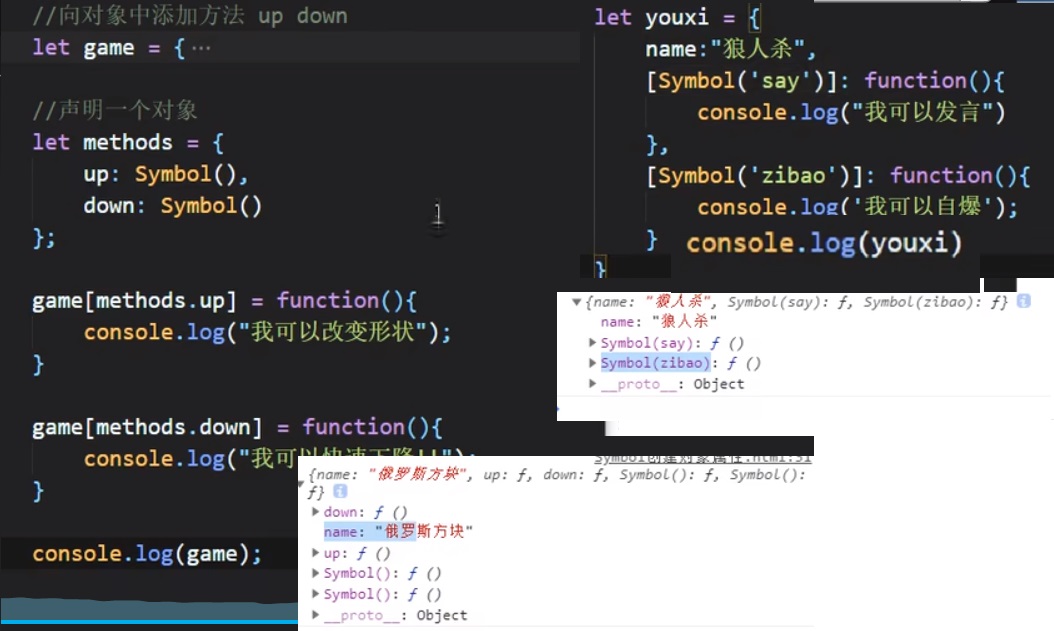 //向对象中添加方法 up down
let game = {···
//声明一个对象
let methods = {
up: Symbol(),
down: Symbol()
};
game[methods.up] = function(){
console.log("我可以改变形状");
}
game[methods.down] = function(){
console.log("我可以快速下降!!");
}
console.log(game);
let youxi = {
name:"狼人杀",
[Symbol('say')]: function(){
console.log("我可以发言")
},
[Symbol('zibao')]: function(){
console.log('我可以自爆');
}
}
console.log(youxi)
▼{name: "狼人杀", Symbol(say): ƒ, Symbol(zibao): ƒ}
name: "狼人杀"
▶Symbol(say): ƒ ()
▶Symbol(zibao): ƒ ()
▶__proto__: Object
Symbol创建对象属性.html:51
{name: "俄罗斯方块", up: ƒ, down: ƒ, Symbol(): ƒ, Symbol():
ƒ}
▶down: ƒ ()
name: "俄罗斯方块"
▶up: ƒ ()
▶Symbol(): ƒ ()
▶Symbol(): ƒ ()
▶__proto__: Object